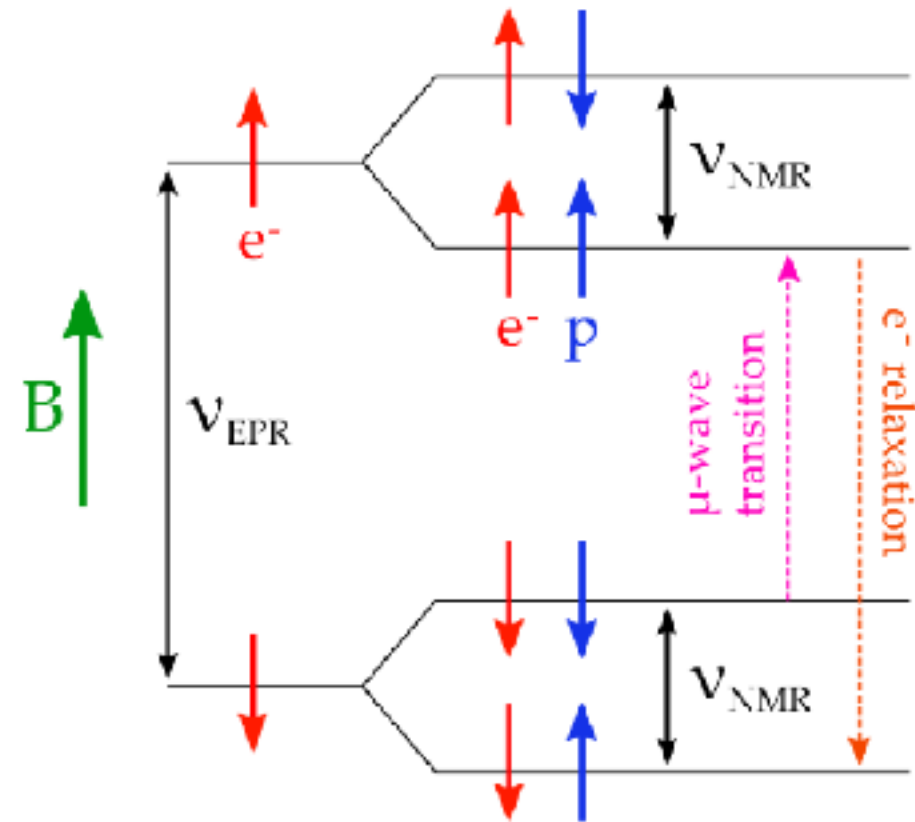 e⁻
ν_NMR
e⁻ p
B
ν_EPR
μ-wave
transition
e⁻ relaxation
ν_NMR